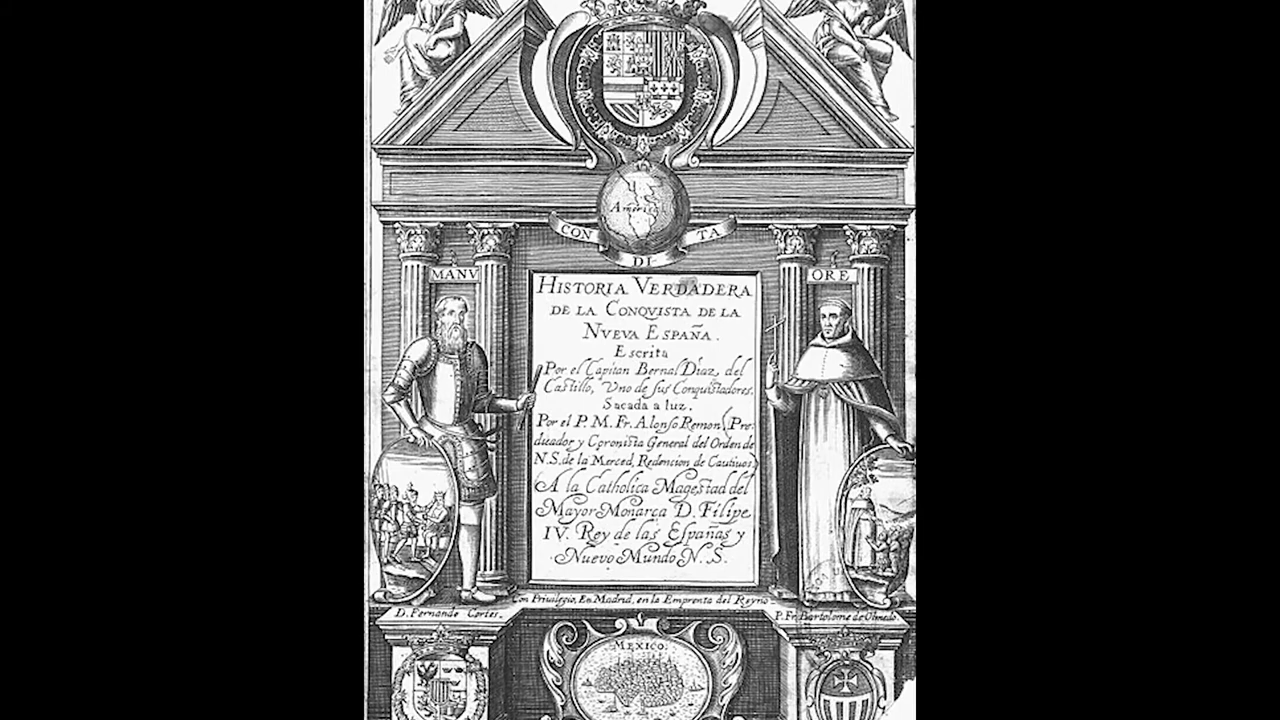 America
CON
DI
TA
MANV
ORE
HISTORIA VERDADERA
DE LA CONQVISTA DE LA
NVEVA ESPAÑA.
Escrita
Por el Capitan Bernal Diaz, del
Castillo, Vno de sus Conquistadores.
Sacada a luz.
Por el P. M. Fr. Alonso Remon, Pre-
dicador y Coronista General del Orden de
N. S. de la Merced, Redencion de Cautiuos.
A la Catholica Magestad del
Mayor Monarca D. Filipe
IV. Rey de las Españas y
Nuevo Mundo, N. S.
Con Privilegio, En Madrid, en la Emprenta del Reyno
D. Fernando Cortes.
P. Fr. Bartolome de Olmedo
MEXICO.